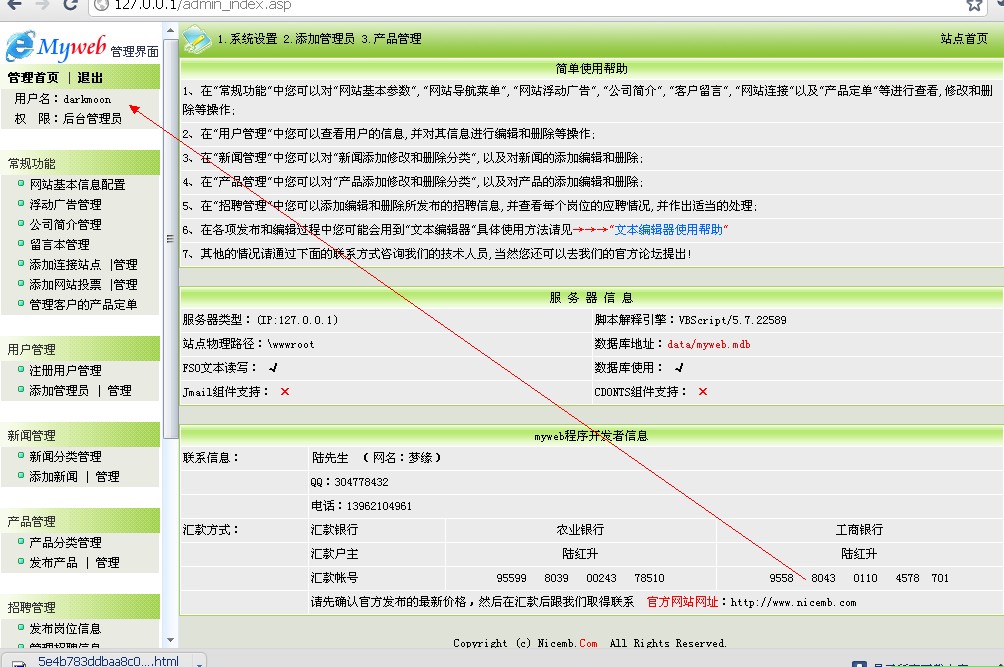 127.0.0.1/admin_index.asp
Myweb 管理界面
管理首页 | 退出
用户名：darkmoon
权 限：后台管理员
常规功能
网站基本信息配置
浮动广告管理
公司简介管理
留言本管理
添加连接站点 |管理
添加网站投票 |管理
管理客户的产品定单
用户管理
注册用户管理
添加管理员 | 管理
新闻管理
新闻分类管理
添加新闻 | 管理
产品管理
产品分类管理
发布产品 | 管理
招聘管理
发布岗位信息
管理招聘信息
1.系统设置 2.添加管理员 3.产品管理 站点首页
简单使用帮助
1、在"常规功能"中您可以对"网站基本参数","网站导航菜单","网站浮动广告","公司简介","客户留言","网站连接"以及"产品定单"等进行查看,修改和删
除等操作;
2、在"用户管理"中您可以查看用户的信息,并对其信息进行编辑和删除等操作;
3、在"新闻管理"中您可以对"新闻添加修改和删除分类",以及对新闻的添加编辑和删除;
4、在"产品管理"中您可以对"产品添加修改和删除分类",以及对产品的添加编辑和删除;
5、在"招聘管理"中您可以添加编辑和删除所发布的招聘信息,并查看每个岗位的应聘情况,并作出适当的处理;
6、在各项发布和编辑过程中您可能会用到"文本编辑器"具体使用方法请见→→→"文本编辑器使用帮助"
7、其他的情况请通过下面的联系方式咨询我们的技术人员,当然您还可以去我们的官方论坛提出!
服 务 器 信 息
服务器类型：(IP:127.0.0.1) 脚本解释引擎：VBScript/5.7.22589
站点物理路径：\wwwroot 数据库地址：data/myweb.mdb
FSO文本读写： √ 数据库使用： √
Jmail组件支持： × CDONTS组件支持： ×
myweb程序开发者信息
联系信息： 陆先生 （网名：梦缘）
QQ：304778432
电话：13962104961
汇款方式： 汇款银行 农业银行 工商银行
汇款户主 陆红升 陆红升
汇款帐号 95599 8039 00243 78510 9558 8043 0110 4578 701
请先确认官方发布的最新价格，然后在汇款后跟我们取得联系 官方网站网址：http://www.nicemb.com
Copyright (c) Nicemb.Com All Rights Reserved.
5e4b783ddbaa8c0....html